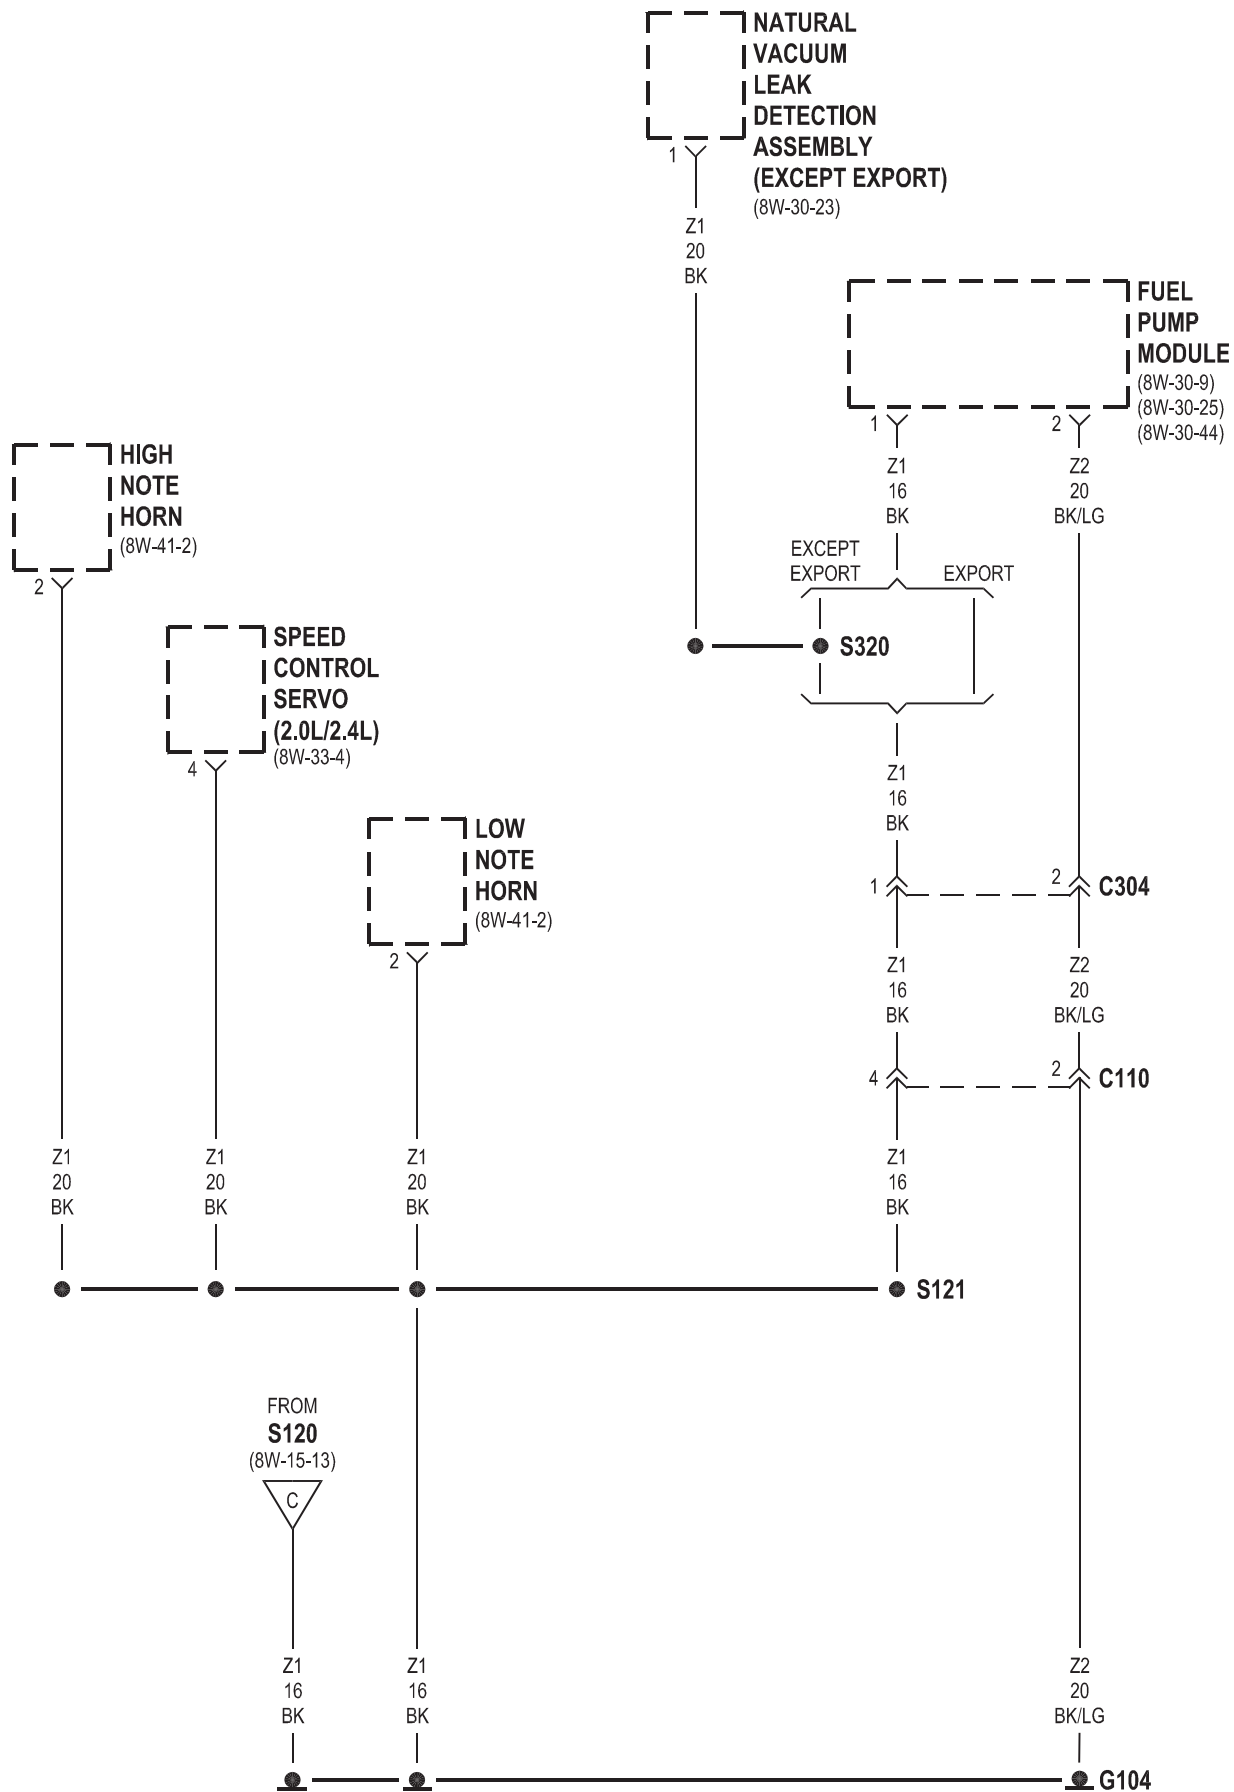 NATURAL
VACUUM
LEAK
DETECTION
ASSEMBLY
(EXCEPT EXPORT)
(8W-30-23)
1
Z1
20
BK
FUEL
PUMP
MODULE
(8W-30-9)
(8W-30-25)
(8W-30-44)
1
2
Z1
16
BK
Z2
20
BK/LG
HIGH
NOTE
HORN
(8W-41-2)
2
EXCEPT
EXPORT
EXPORT
S320
SPEED
CONTROL
SERVO
(2.0L/2.4L)
(8W-33-4)
4
Z1
16
BK
LOW
NOTE
HORN
(8W-41-2)
2
1
2
C304
Z1
16
BK
Z2
20
BK/LG
4
2
C110
Z1
20
BK
Z1
20
BK
Z1
20
BK
Z1
16
BK
S121
FROM
S120
(8W-15-13)
C
Z1
16
BK
Z1
16
BK
Z2
20
BK/LG
G104